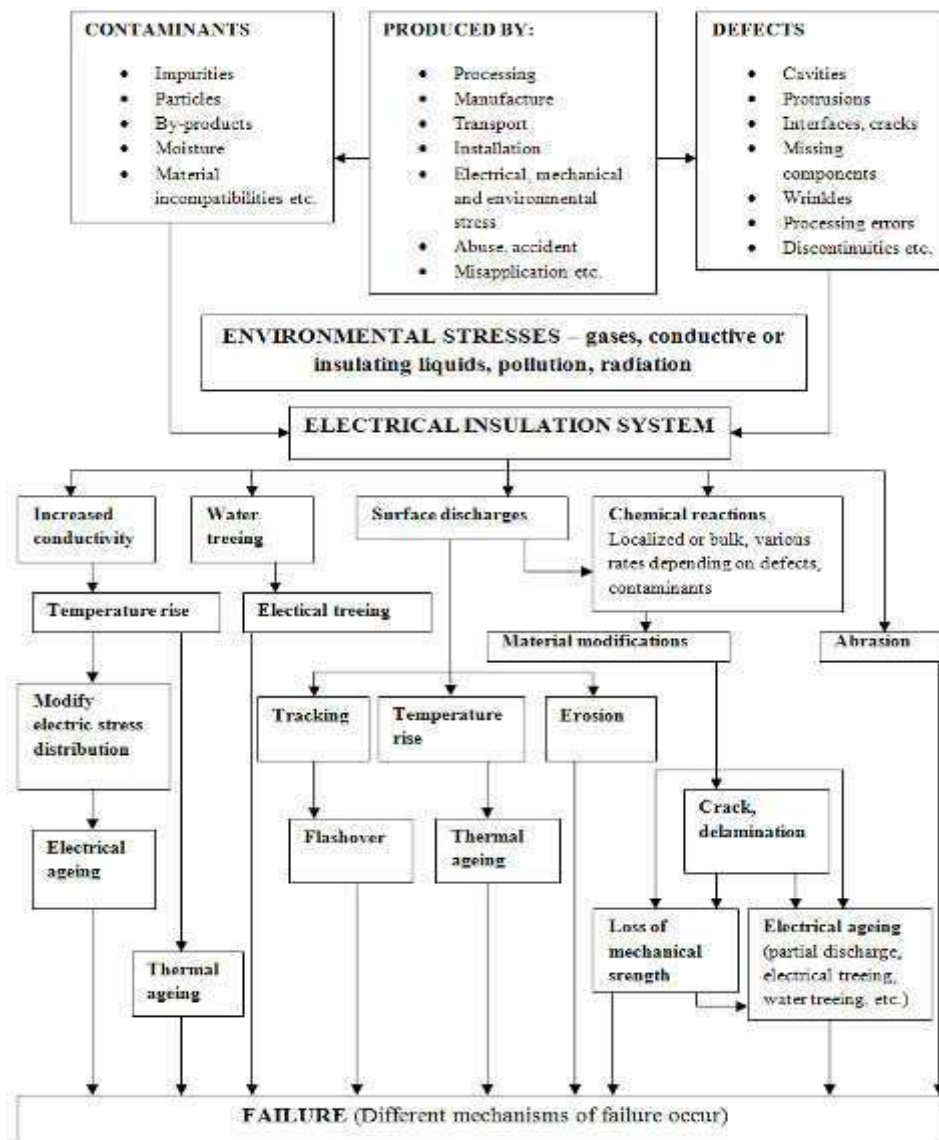 CONTAMINANTS
• Impurities
• Particles
• By-products
• Moisture
• Material
incompatibilities etc.
PRODUCED BY:
• Processing
• Manufacture
• Transport
• Installation
• Electrical, mechanical
and environmental
stress
• Abuse, accident
• Misapplication etc.
DEFECTS
• Cavities
• Protrusions
• Interfaces, cracks
• Missing
components
• Wrinkles
• Processing errors
• Discontinuities etc.
ENVIRONMENTAL STRESSES – gases, conductive or
insulating liquids, pollution, radiation
ELECTRICAL INSULATION SYSTEM
Increased
conductivity
Water
treeing
Surface discharges
Chemical reactions
Localized or bulk, various
rates depending on defects,
contaminants
Temperature rise
Electical treeing
Material modifications
Abrasion
Modify
electric stress
distribution
Tracking
Temperature
rise
Erosion
Crack,
delamination
Electrical
ageing
Flashover
Thermal
ageing
Loss of
mechanical
srength
Electrical ageing
(partial discharge,
electrical treeing,
water treeing. etc.)
Thermal
ageing
FAILURE (Different mechanisms of failure occur)